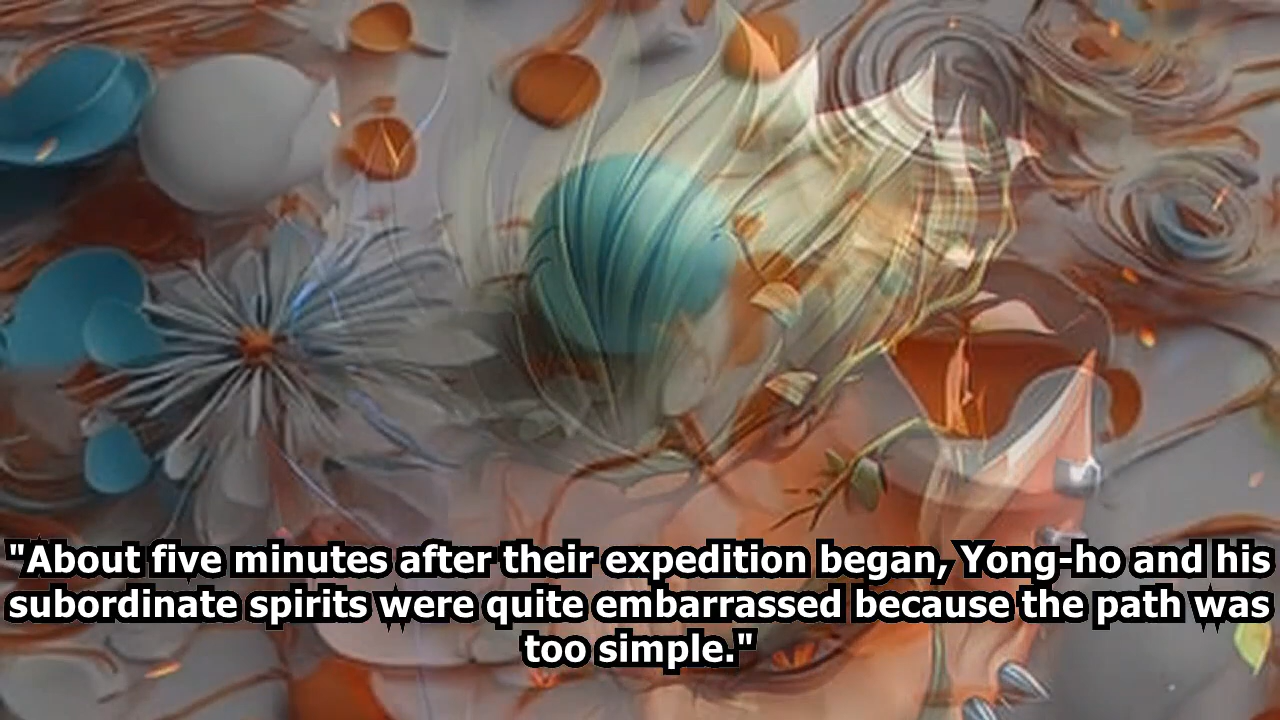 "About five minutes after their expedition began, Yong-ho and his
subordinate spirits were quite embarrassed because the path was
too simple."